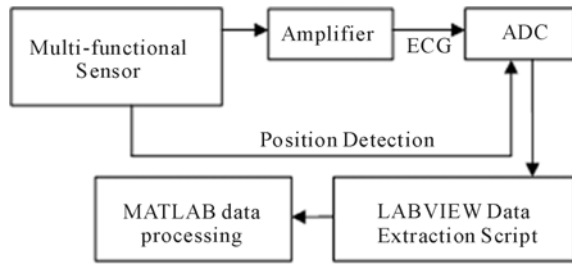 Multi-functional
Sensor
Amplifier
ECG
ADC
Position Detection
MATLAB data
processing
LABVIEW Data
Extraction Script